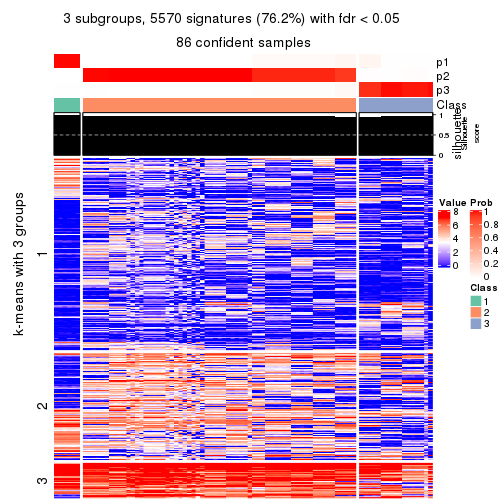 3 subgroups, 5570 signatures (76.2%) with fdr < 0.05
86 confident samples
p1
p2
p3
Class
1
0.5
0
silhouette
Silhouette
score
k-means with 3 groups
1
2
3
Value
8
6
4
2
0
Prob
1
0.8
0.6
0.4
0.2
0
Class
1
2
3